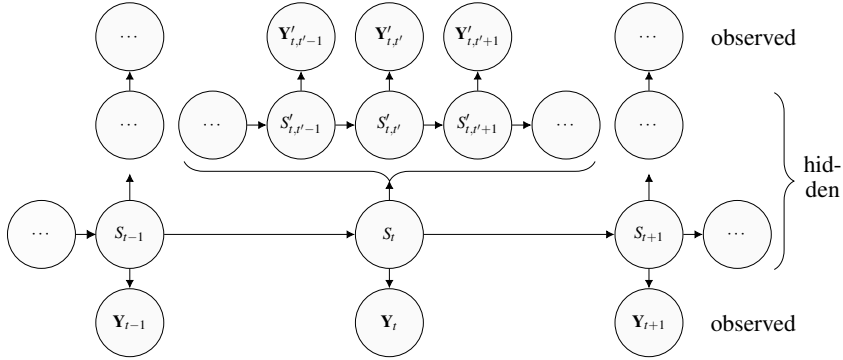 ⋯ Y′t,t′−1 Y′t,t′ Y′t,t′+1 ⋯ observed
⋯ ⋯ S′t,t′−1 S′t,t′ S′t,t′+1 ⋯ ⋯
hid-
den
⋯ St−1 St St+1 ⋯
Yt−1 Yt Yt+1 observed